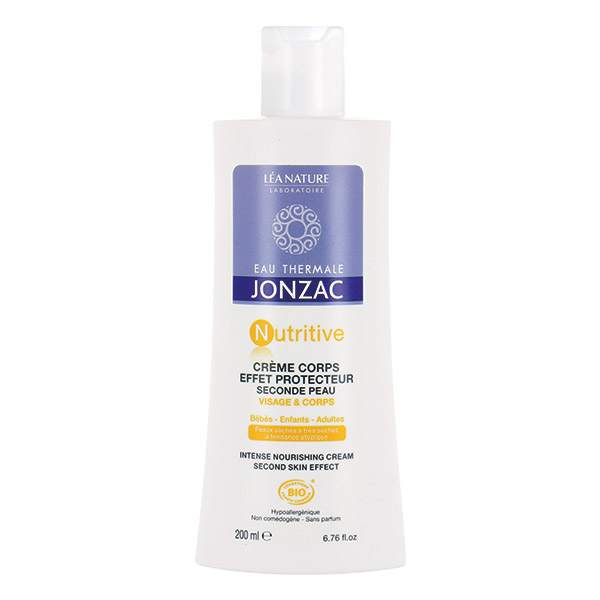 LÉA NATURE
LABORATOIRE
EAU THERMALE
JONZAC
Nutritive
CRÈME CORPS
EFFET PROTECTEUR
SECONDE PEAU
VISAGE & CORPS
Bébés - Enfants - Adultes
Peaux sèches à très sèches
à tendance atopique
INTENSE NOURISHING CREAM
SECOND SKIN EFFECT
BIO
Hypoallergénique
Non comedogène - Sans parfum
200 ml ℮ 6.76 fl.oz